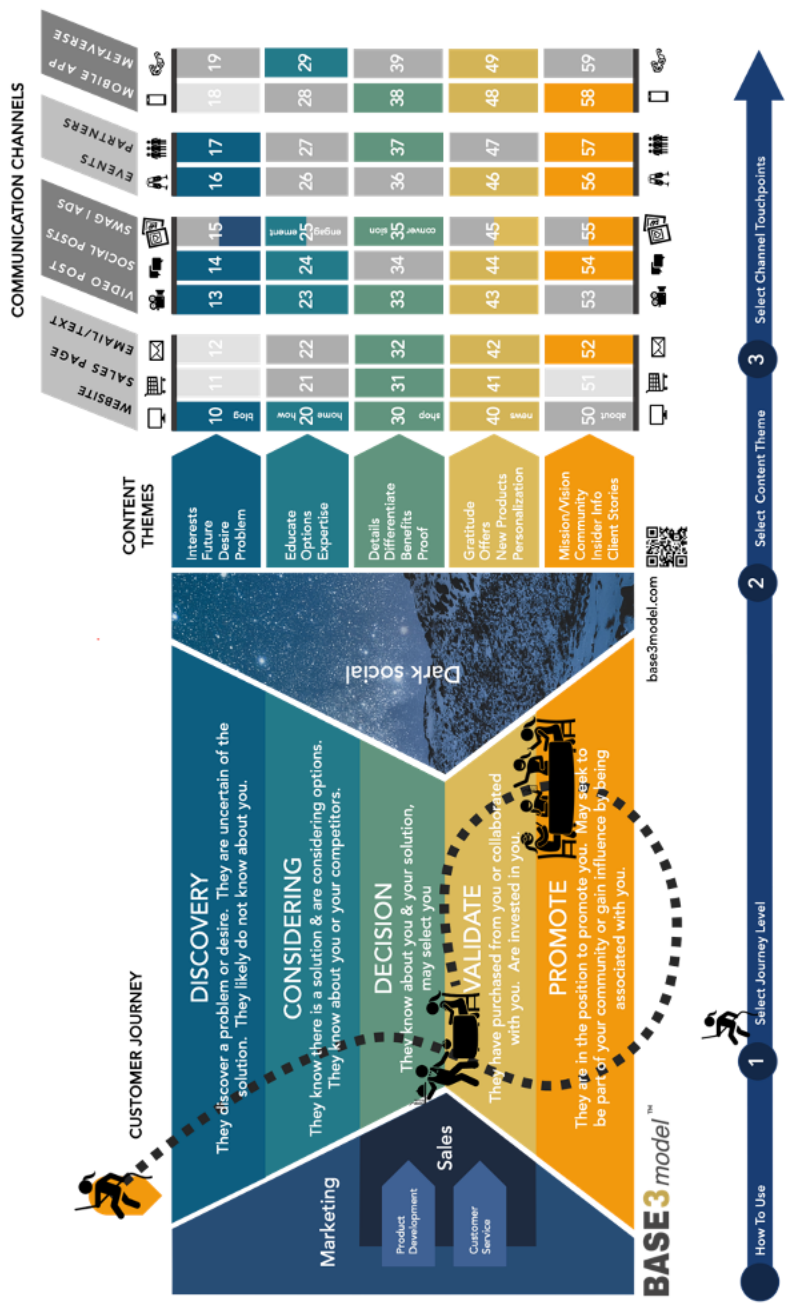 CUSTOMER JOURNEY
CONTENT
THEMES
COMMUNICATION CHANNELS
WEBSITE
SALES PAGE
EMAIL/TEXT
VIDEO POST
SOCIAL POSTS
SWAG | ADS
EVENTS
PARTNERS
MOBILE APP
METAVERSE
Marketing
Sales
Product
Development
Customer
Service
DISCOVERY
They discover a problem or desire. They are uncertain of the
solution. They likely do not know about you.
CONSIDERING
They know there is a solution & are considering options.
They know about you or your competitors.
DECISION
They know about you & your solution,
may select you
VALIDATE
They have purchased from you or collaborated
with you. Are invested in you.
PROMOTE
They are in the position to promote you. May seek to
be part of your community or gain influence by being
associated with you.
Dark social
Interests
Future
Desire
Problem
10 blog 11 12 13 14 15 16 17 18 19
Educate
Options
Expertise
20 home how 21 22 23 24 25 engagement 26 27 28 29
Details
Differentiate
Benefits
Proof
30 shop 31 32 33 34 35 conversion 36 37 38 39
Gratitude
Offers
New Products
Personalization
40 news 41 42 43 44 45 46 47 48 49
Mission/Vision
Community
Insider Info
Client Stories
50 about 51 52 53 54 55 56 57 58 59
BASE3model ™
base3model.com
How To Use
1
Select Journey Level
2
Select Content Theme
3
Select Channel Touchpoints